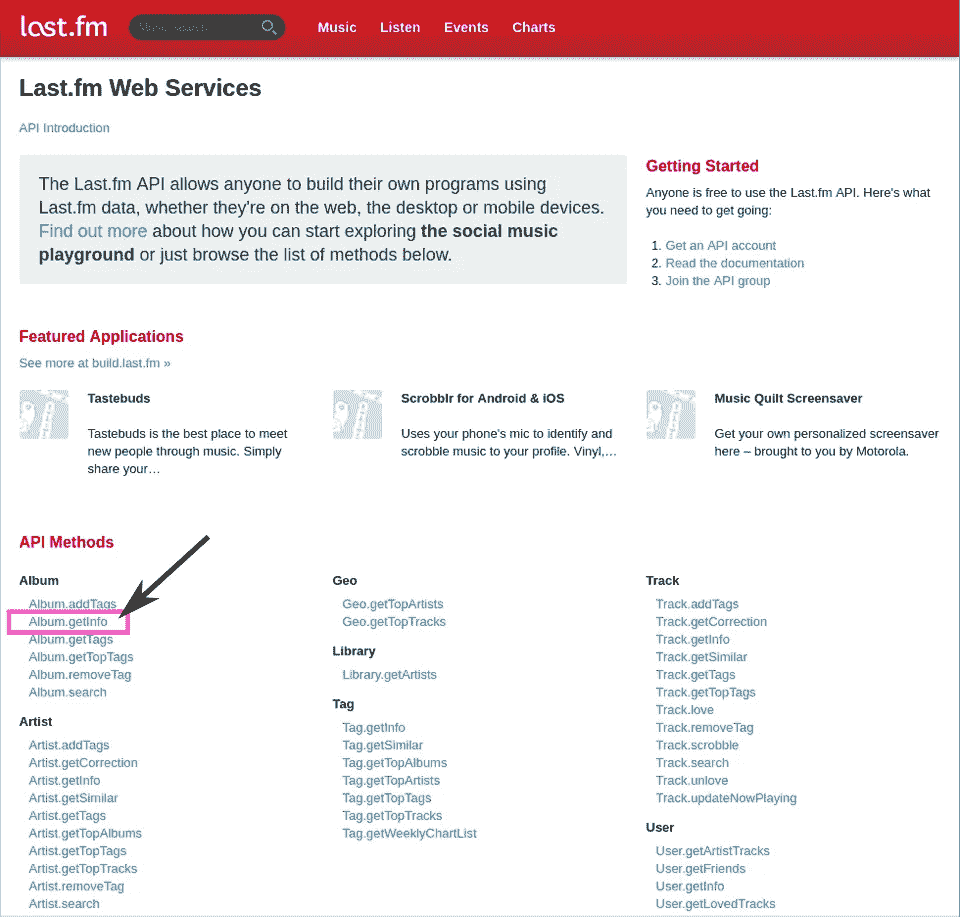 last.fm
Music Listen Events Charts
Last.fm Web Services
API Introduction
The Last.fm API allows anyone to build their own programs using
Last.fm data, whether they're on the web, the desktop or mobile devices.
Find out more about how you can start exploring the social music
playground or just browse the list of methods below.
Getting Started
Anyone is free to use the Last.fm API. Here's what
you need to get going:
1. Get an API account
2. Read the documentation
3. Join the API group
Featured Applications
See more at build.last.fm »
Tastebuds
Tastebuds is the best place to meet
new people through music. Simply
share your…
Scrobblr for Android & iOS
Uses your phone's mic to identify and
scrobble music to your profile. Vinyl,…
Music Quilt Screensaver
Get your own personalized screensaver
here – brought to you by Motorola.
API Methods
Album
Album.addTags
Album.getInfo
Album.getTags
Album.getTopTags
Album.removeTag
Album.search
Artist
Artist.addTags
Artist.getCorrection
Artist.getInfo
Artist.getSimilar
Artist.getTags
Artist.getTopAlbums
Artist.getTopTags
Artist.getTopTracks
Artist.removeTag
Artist.search
Geo
Geo.getTopArtists
Geo.getTopTracks
Library
Library.getArtists
Tag
Tag.getInfo
Tag.getSimilar
Tag.getTopAlbums
Tag.getTopArtists
Tag.getTopTags
Tag.getTopTracks
Tag.getWeeklyChartList
Track
Track.addTags
Track.getCorrection
Track.getInfo
Track.getSimilar
Track.getTags
Track.getTopTags
Track.love
Track.removeTag
Track.scrobble
Track.search
Track.unlove
Track.updateNowPlaying
User
User.getArtistTracks
User.getFriends
User.getInfo
User.getLovedTracks